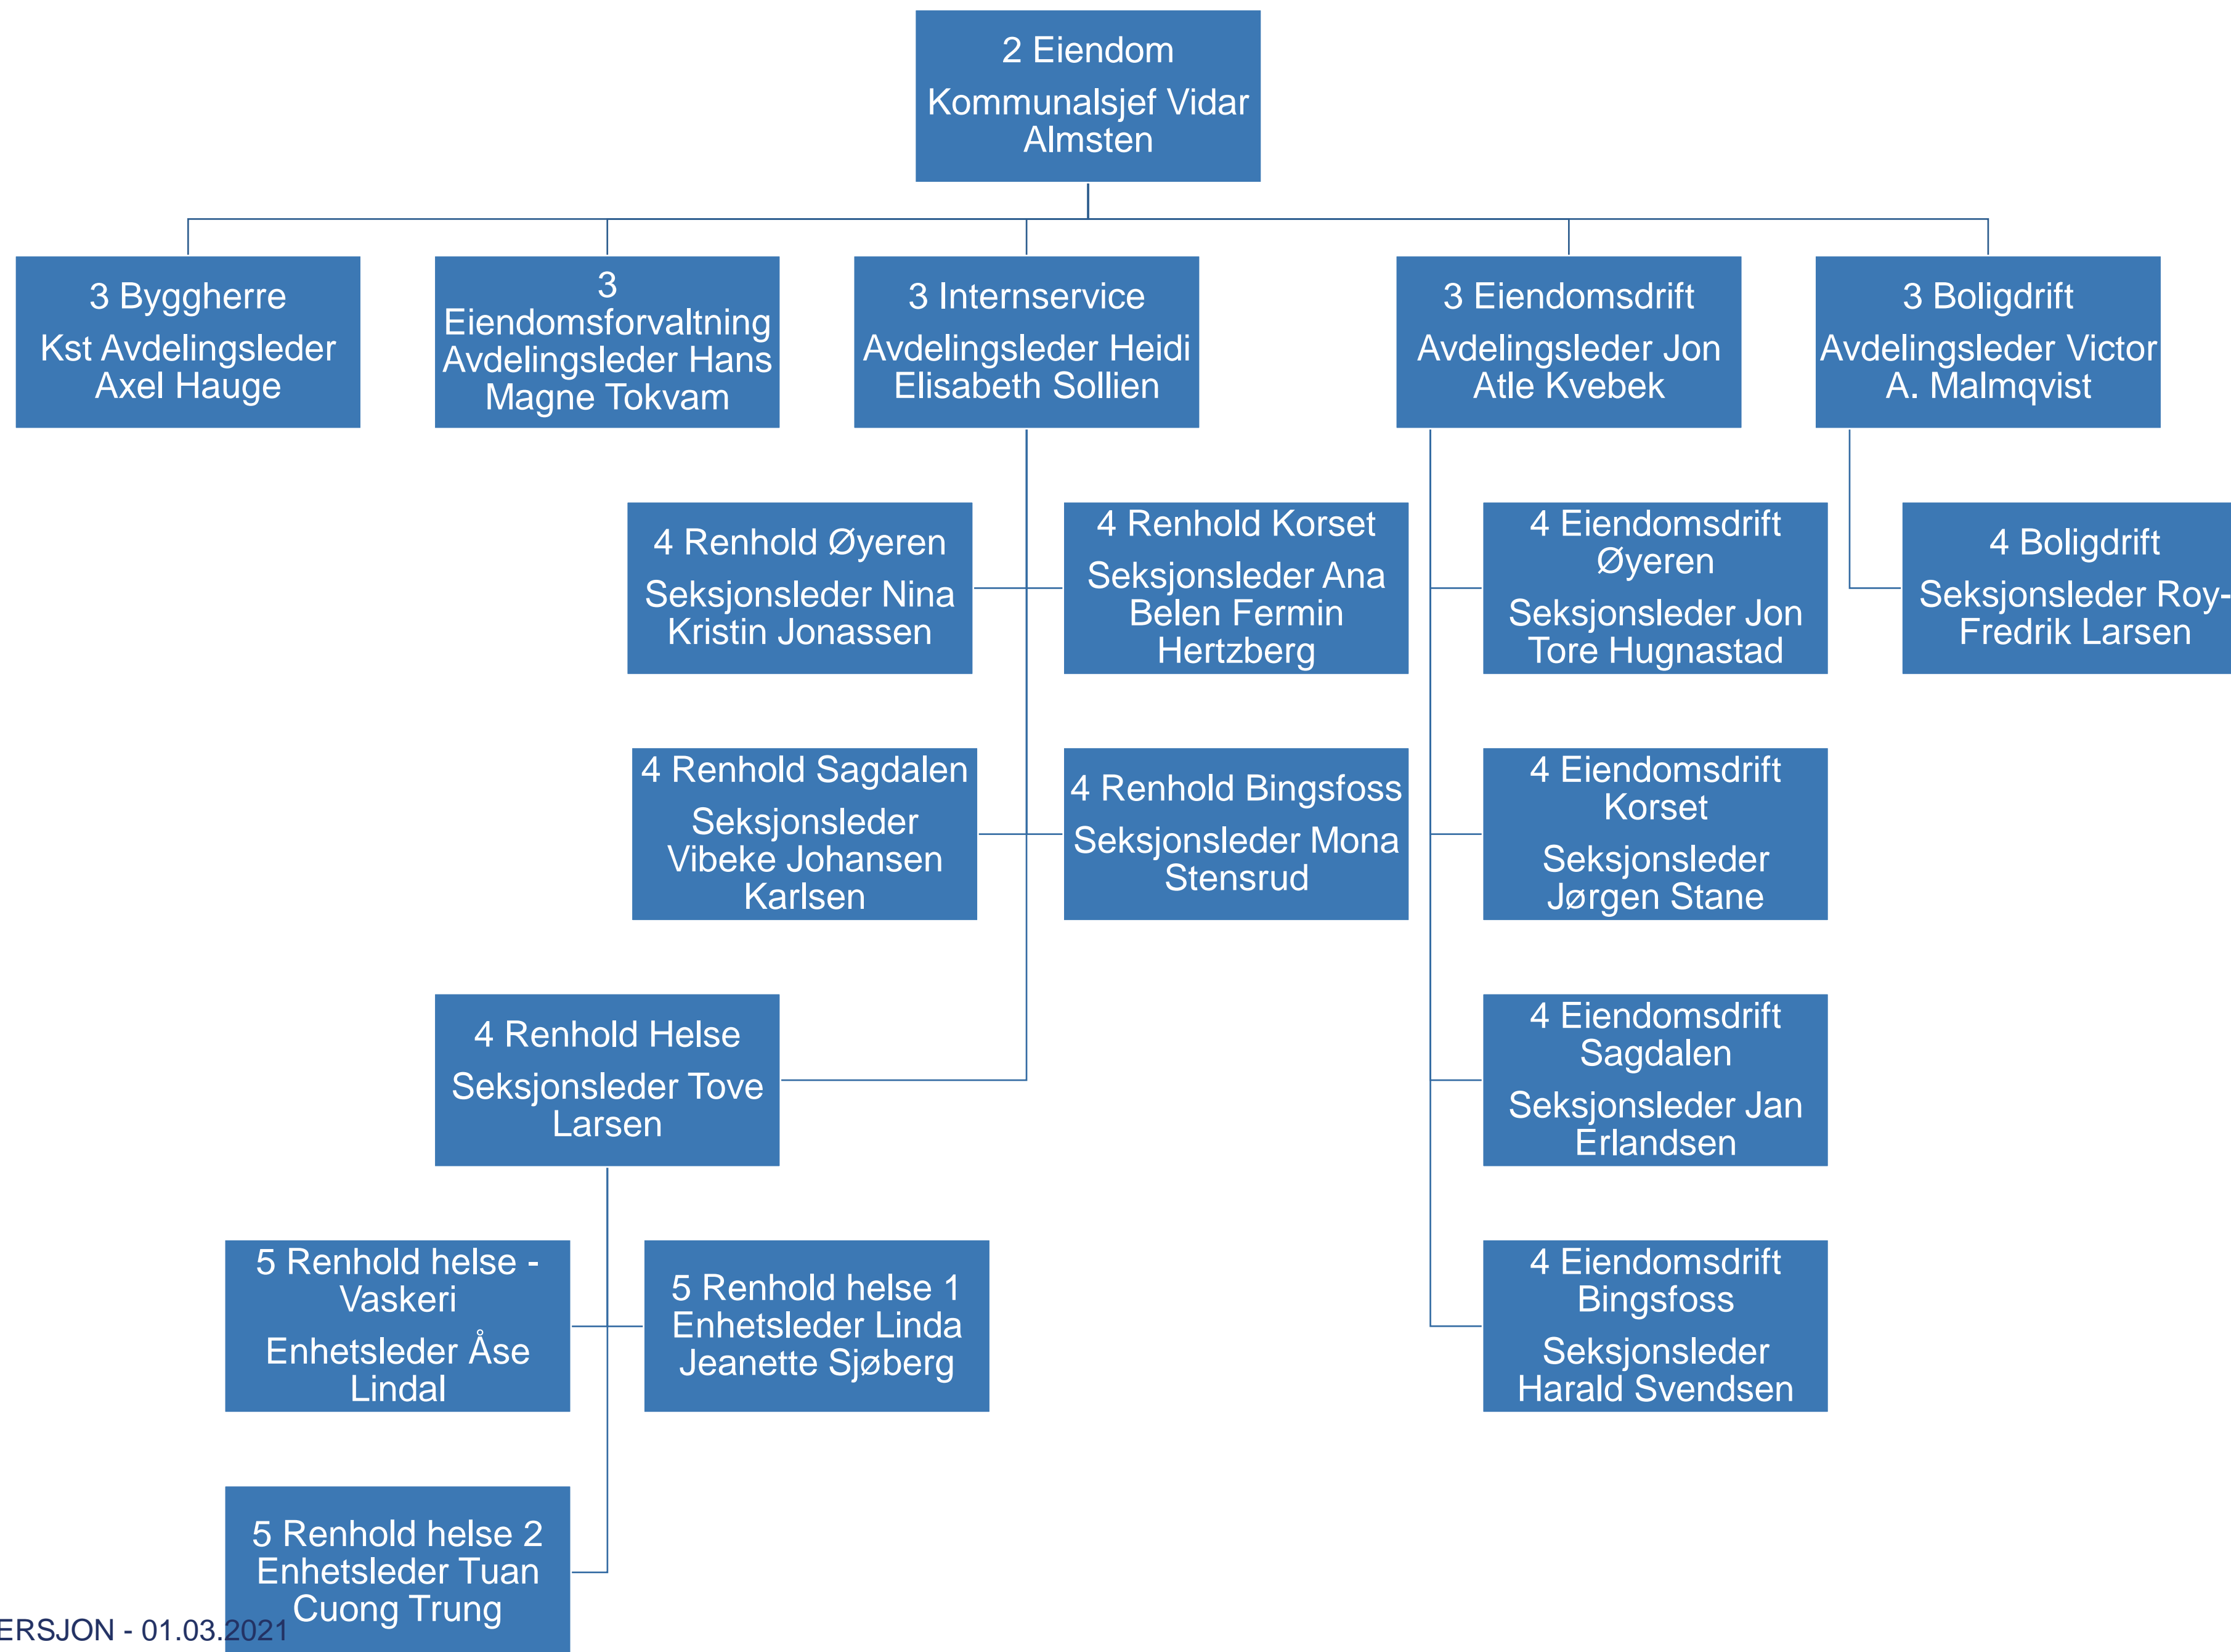 2 Eiendom
Kommunalsjef Vidar
Almsten
3 Byggherre
Kst Avdelingsleder
Axel Hauge
3
Eiendomsforvaltning
Avdelingsleder Hans
Magne Tokvam
3 Internservice
Avdelingsleder Heidi
Elisabeth Sollien
3 Eiendomsdrift
Avdelingsleder Jon
Atle Kvebek
3 Boligdrift
Avdelingsleder Victor
A. Malmqvist
4 Renhold Øyeren
Seksjonsleder Nina
Kristin Jonassen
4 Renhold Korset
Seksjonsleder Ana
Belen Fermin
Hertzberg
4 Eiendomsdrift
Øyeren
Seksjonsleder Jon
Tore Hugnastad
4 Boligdrift
Seksjonsleder Roy-
Fredrik Larsen
4 Renhold Sagdalen
Seksjonsleder
Vibeke Johansen
Karlsen
4 Renhold Bingsfoss
Seksjonsleder Mona
Stensrud
4 Eiendomsdrift
Korset
Seksjonsleder
Jørgen Stane
4 Renhold Helse
Seksjonsleder Tove
Larsen
4 Eiendomsdrift
Sagdalen
Seksjonsleder Jan
Erlandsen
5 Renhold helse -
Vaskeri
Enhetsleder Åse
Lindal
5 Renhold helse 1
Enhetsleder Linda
Jeanette Sjøberg
4 Eiendomsdrift
Bingsfoss
Seksjonsleder
Harald Svendsen
5 Renhold helse 2
Enhetsleder Tuan
Cuong Trung
ERSJON - 01.03.2021